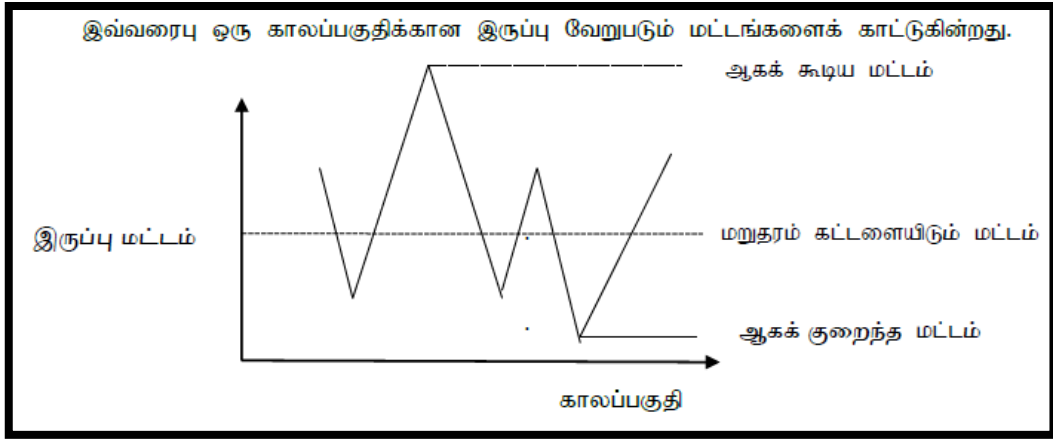 இவ்வரைபு ஒரு காலப்பகுதிக்கான இருப்பு வேறுபடும் மட்டங்களைக் காட்டுகின்றது.
ஆகக் கூடிய மட்டம்
இருப்பு மட்டம்
மறுதரம் கட்டளையிடும் மட்டம்
ஆகக் குறைந்த மட்டம்
காலப்பகுதி